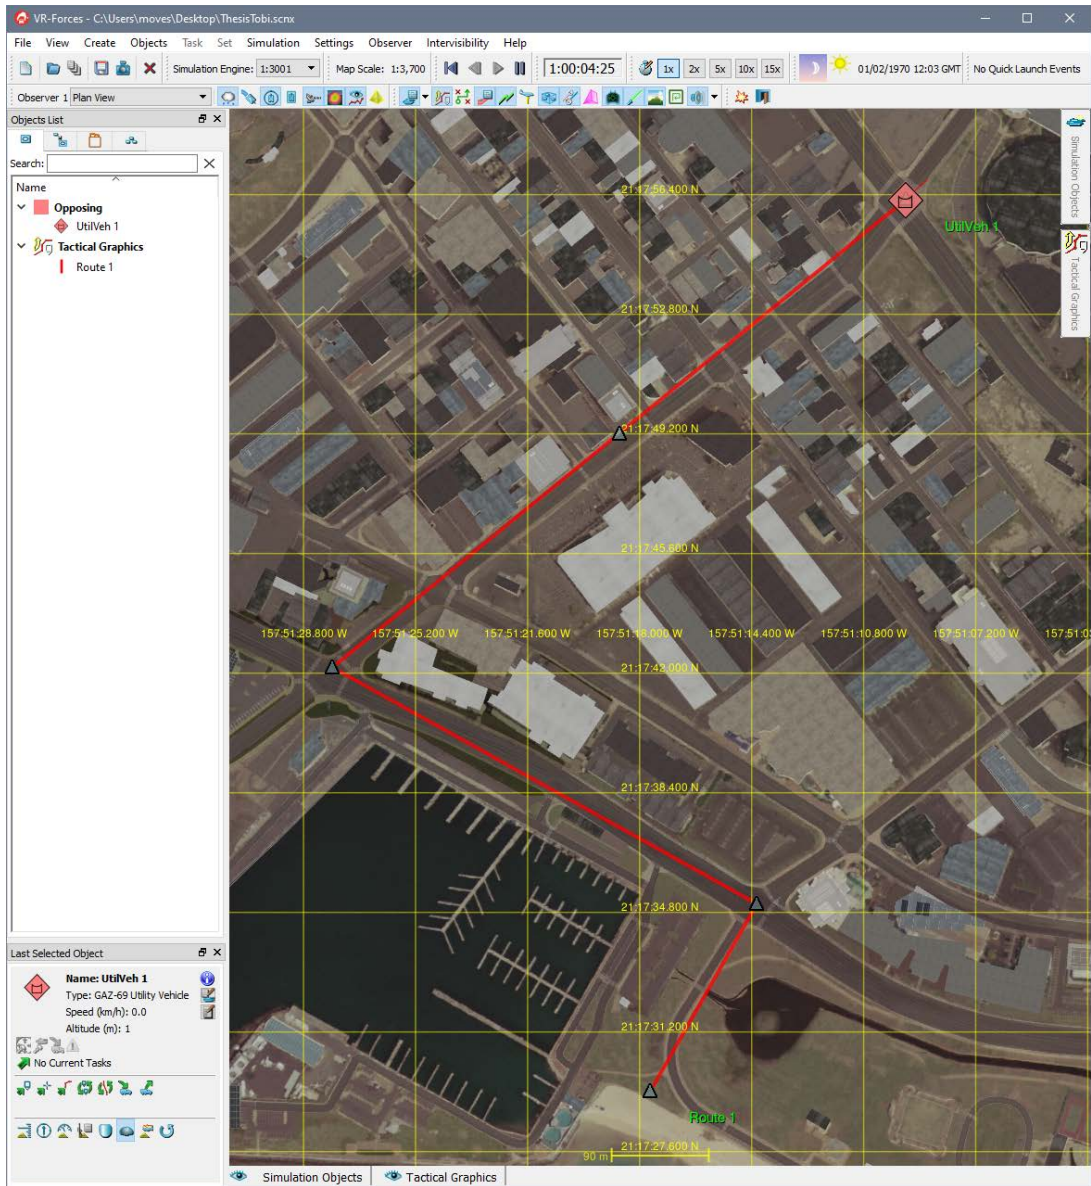 VR-Forces - C:\Users\moves\Desktop\ThesisTobi.scnx
File View Create Objects Task Set Simulation Settings Observer Intervisibility Help
Simulation Engine: 1:3001 Map Scale: 1:3,700 1:00:04:25 1x 2x 5x 10x 15x 01/02/1970 12:03 GMT No Quick Launch Events
Observer 1 Plan View
Objects List
Search:
Name
Opposing
UtilVeh 1
Tactical Graphics
Route 1
21:17:56.400 N
UtilVeh 1
21:17:52.800 N
21:17:49.200 N
21:17:45.600 N
157:51:28.800 W 157:51:25.200 W 157:51:21.600 W 157:51:18.000 W 157:51:14.400 W 157:51:10.800 W 157:51:07.200 W
21:17:42.000 N
21:17:38.400 N
21:17:34.800 N
21:17:31.200 N
Route 1
21:17:27.600 N
90 m
Simulation Objects
Tactical Graphics
Last Selected Object
Name: UtilVeh 1
Type: GAZ-69 Utility Vehicle
Speed (km/h): 0.0
Altitude (m): 1
No Current Tasks
Simulation Objects Tactical Graphics